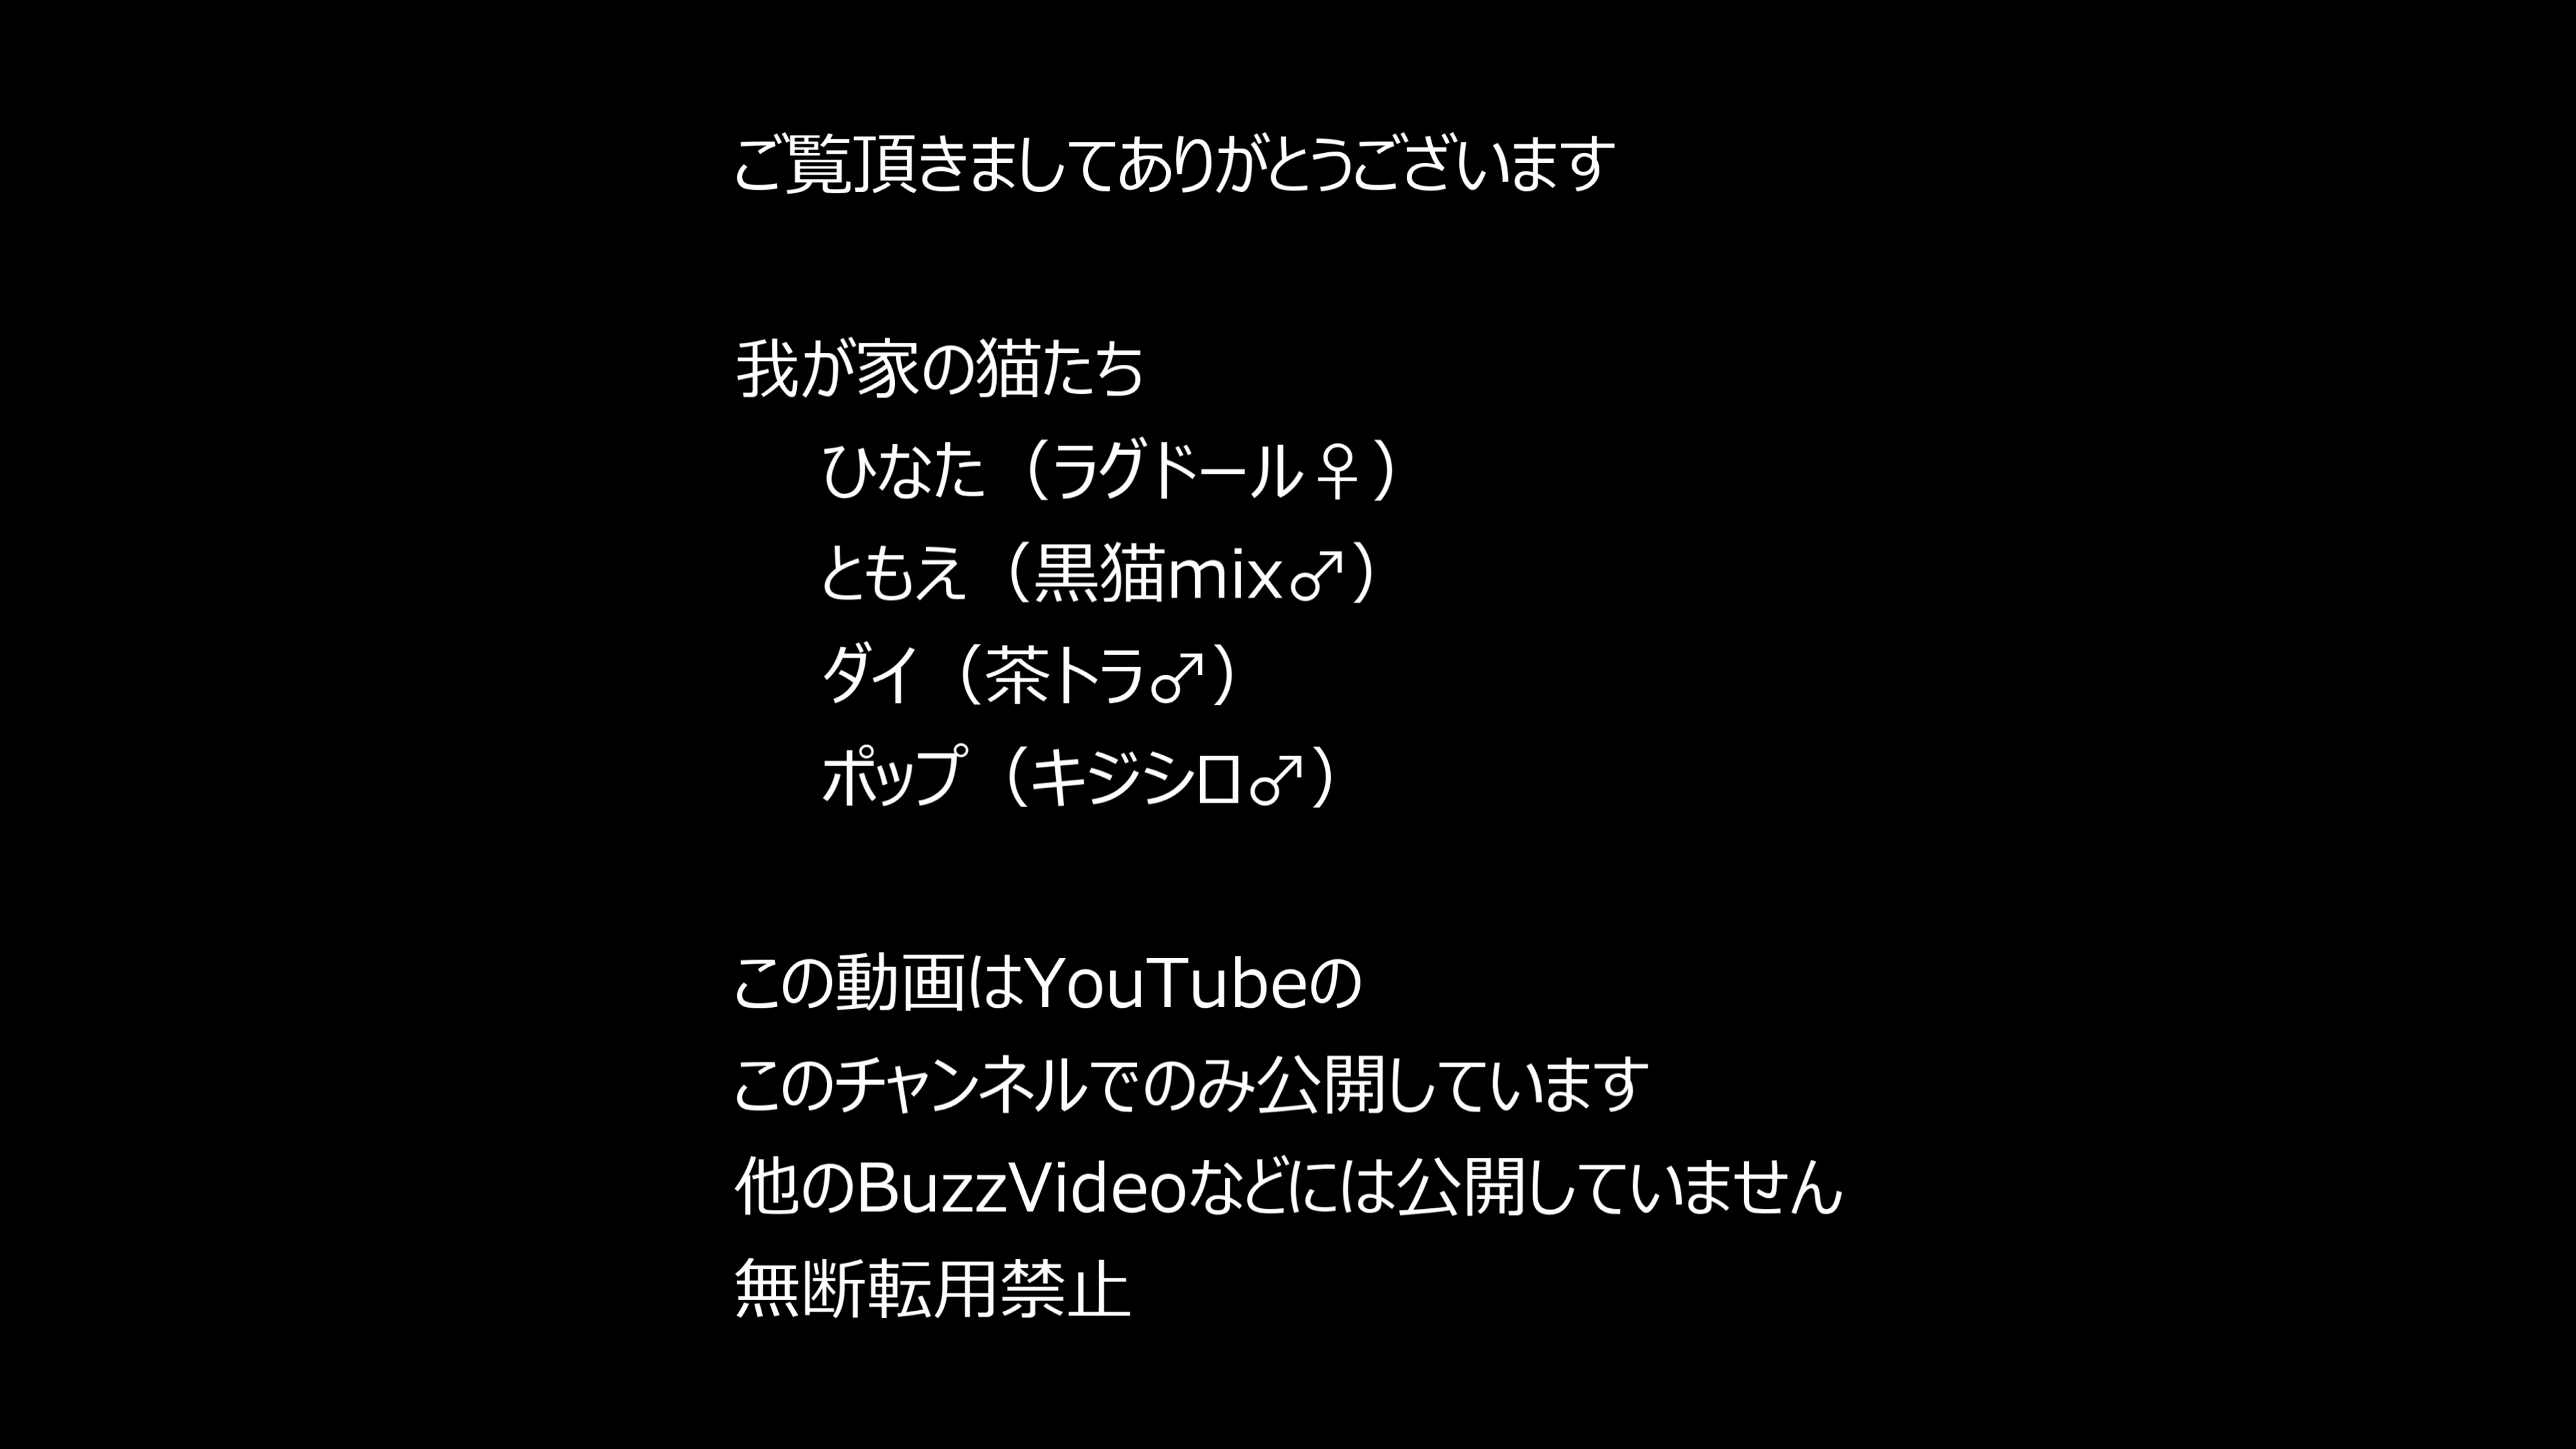 ご覧頂きましてありがとうございます
我が家の猫たち
ひなた（ラグドール♀）
ともえ（黒猫mix♂）
ダイ（茶トラ♂）
ポップ（キジシロ♂）
この動画はYouTubeの
このチャンネルでのみ公開しています
他のBuzzVideoなどには公開していません
無断転用禁止